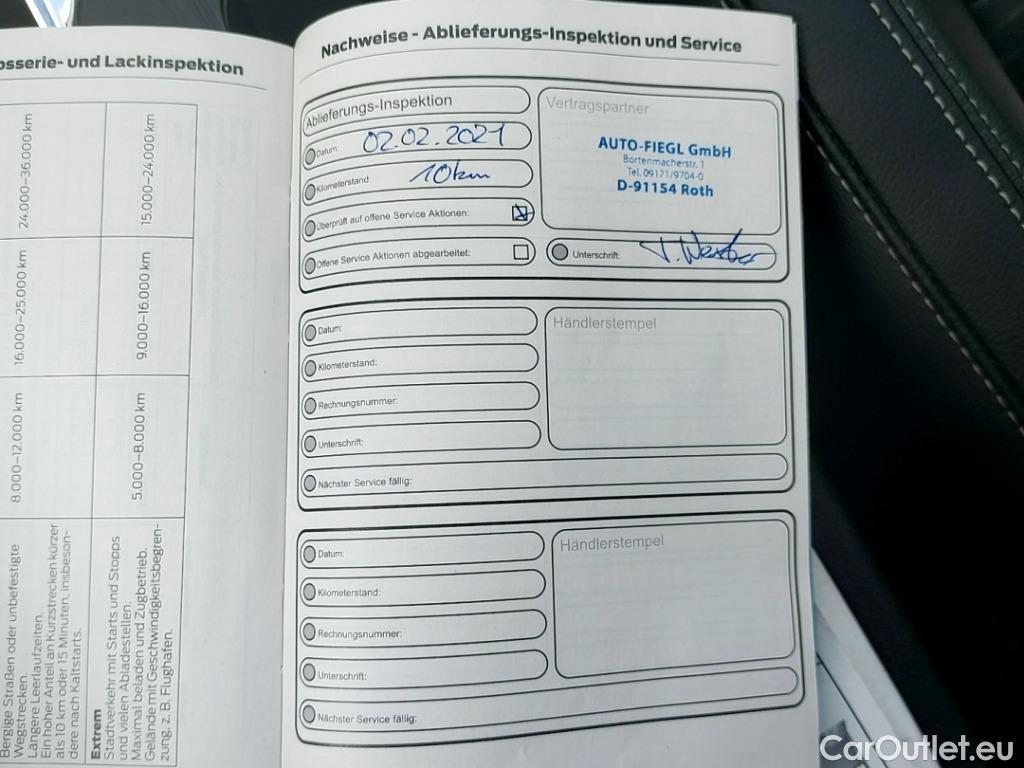 osserie- und Lackinspektion
24.000–36.000 km
15.000–24.000 km
16.000–25.000 km
9.000–16.000 km
8.000–12.000 km
5.000–8.000 km
Bergige Straßen oder unbefestigte
Wegstrecken.
Längere Leerlaufzeiten.
Ein hoher Anteil an Kurzstrecken kürzer
als 10 km oder 15 Minuten, insbeson-
dere nach Kaltstarts.
Extrem
Stadtverkehr mit Starts und Stopps
und vielen Abladestellen.
Maximal beladen und Zugbetrieb.
Gelände mit Geschwindigkeitsbegren-
zung, z. B. Flughäfen.
Nachweise - Ablieferungs-Inspektion und Service
Ablieferungs-Inspektion
Datum: 02.02.2021
Kilometerstand: 10km
Überprüft auf offene Service Aktionen:
Offene Service Aktionen abgearbeitet:
Vertragspartner
AUTO-FIEGL GmbH
Bortenmacherstr. 1
Tel. 09171/9704-0
D-91154 Roth
Unterschrift:
Datum:
Kilometerstand:
Rechnungsnummer:
Unterschrift:
Nächster Service fällig:
Händlerstempel
Datum:
Kilometerstand:
Rechnungsnummer:
Unterschrift:
Nächster Service fällig:
Händlerstempel
CarOutlet.eu